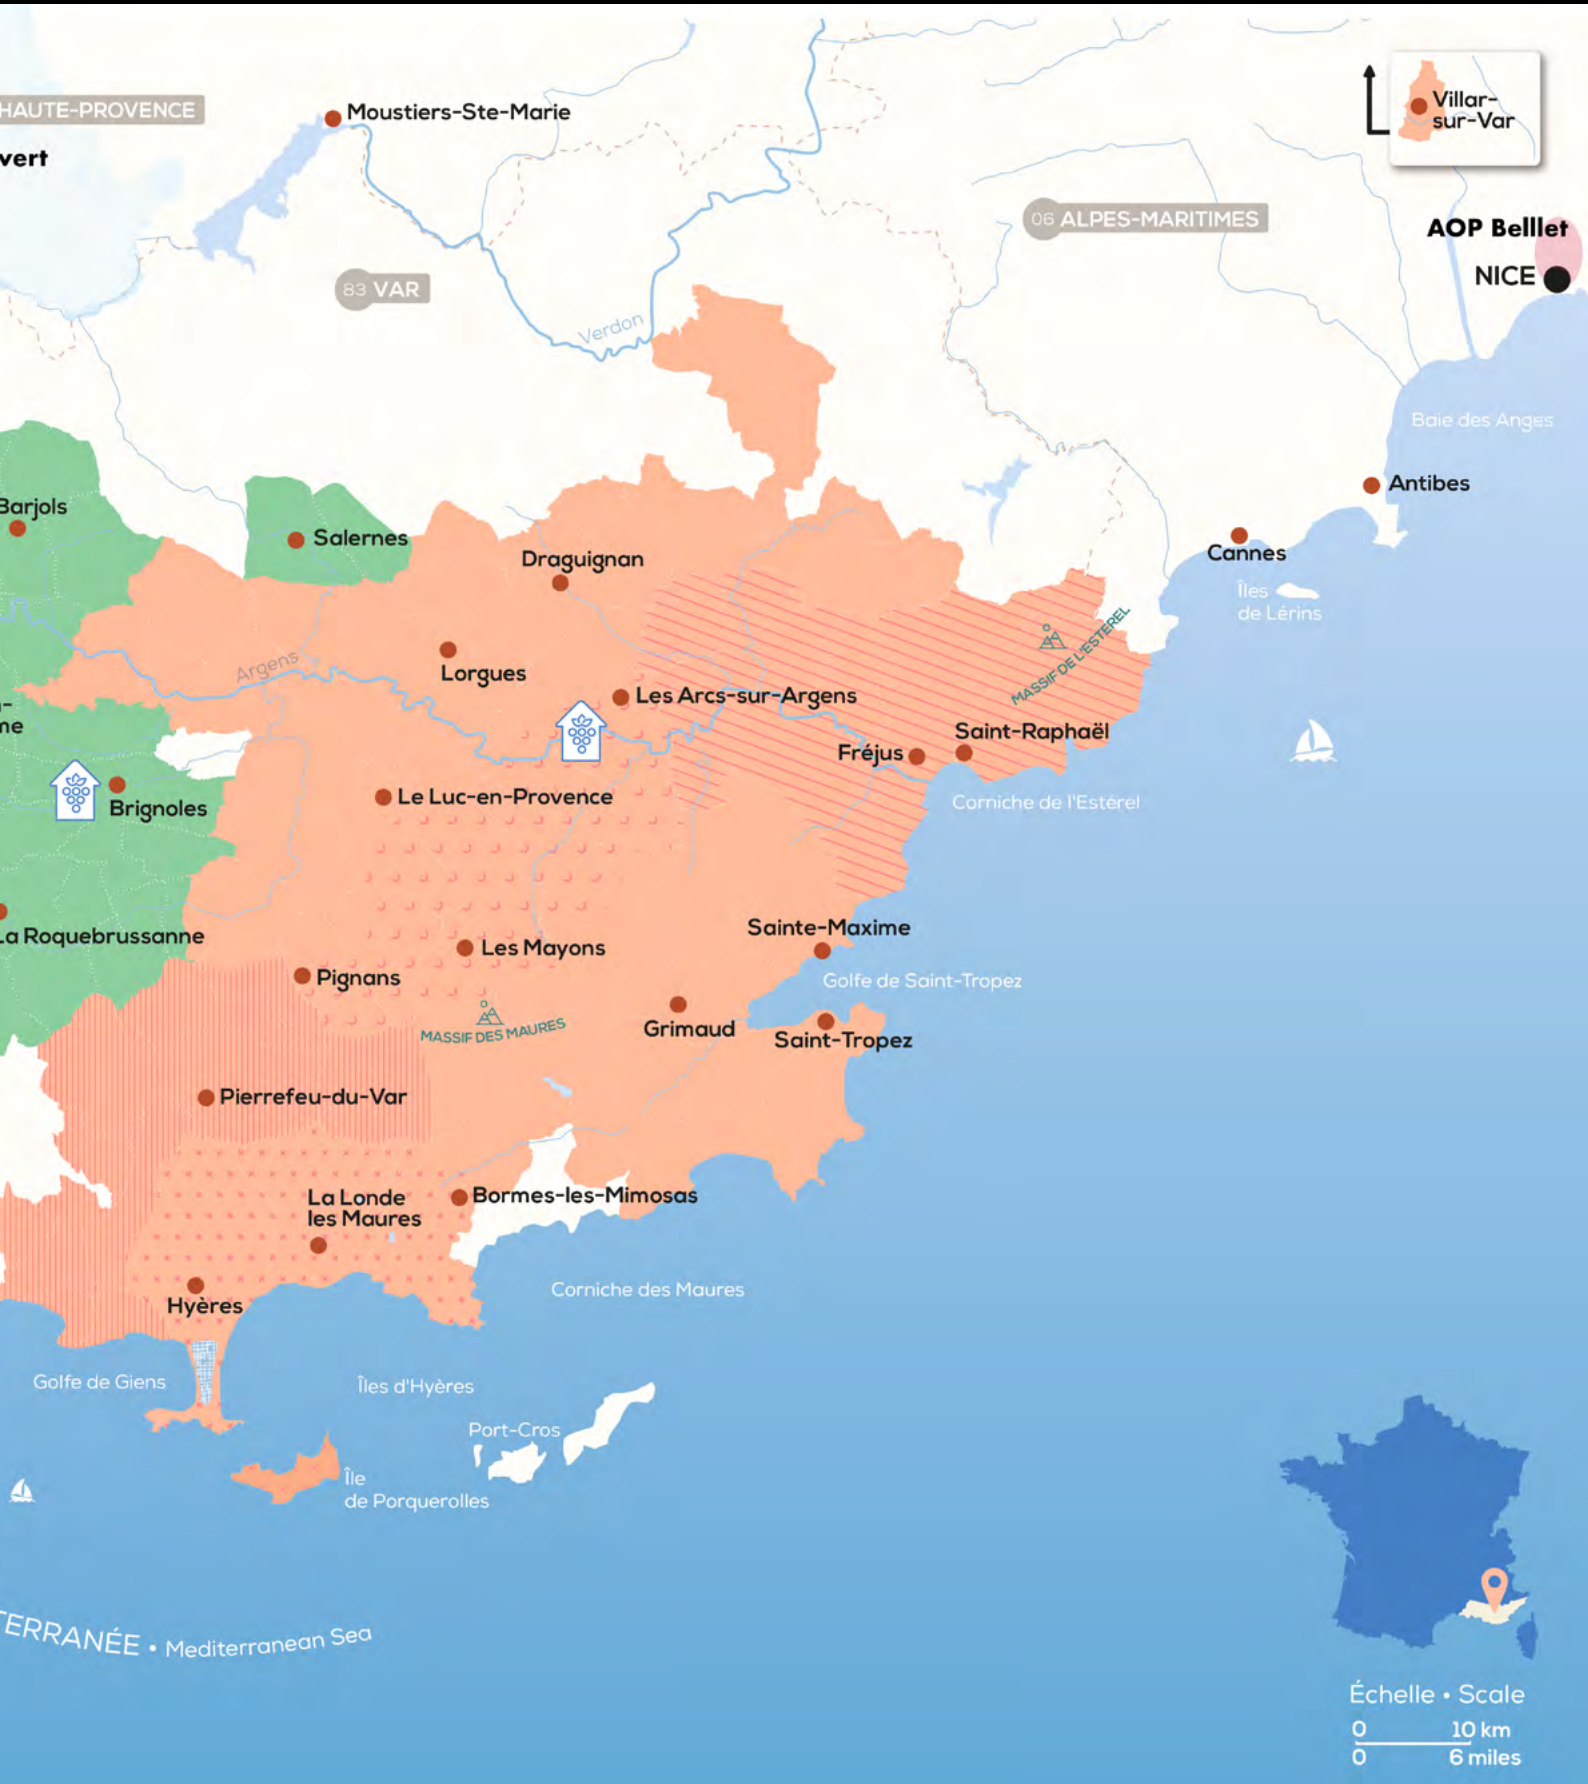 HAUTE-PROVENCE
Moustiers-Ste-Marie
Villar-
sur-Var
vert
06 ALPES-MARITIMES
AOP Belllet
NICE
83 VAR
Verdon
Baie des Anges
Antibes
Barjols
Salernes
Draguignan
Cannes
Îles
de Lérins
MASSIF DE L'ESTEREL
Argens
Lorgues
Les Arcs-sur-Argens
-
me
Saint-Raphaël
Fréjus
Brignoles
Le Luc-en-Provence
Corniche de l'Estérel
La Roquebrussanne
Sainte-Maxime
Les Mayons
Pignans
Golfe de Saint-Tropez
MASSIF DES MAURES
Grimaud
Saint-Tropez
Pierrefeu-du-Var
La Londe
les Maures
Bormes-les-Mimosas
Hyères
Corniche des Maures
Golfe de Giens
Îles d'Hyères
Port-Cros
Île
de Porquerolles
TERRANÉE • Mediterranean Sea
Échelle • Scale
0 10 km
0 6 miles